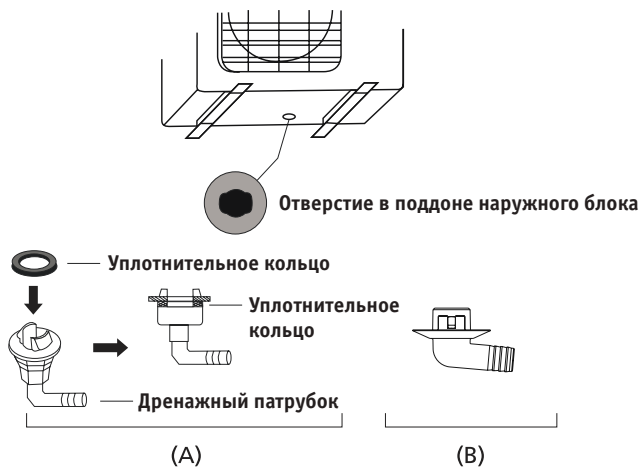 Отверстие в поддоне наружного блока
Уплотнительное кольцо
Уплотнительное
кольцо
Дренажный патрубок
(A)
(B)